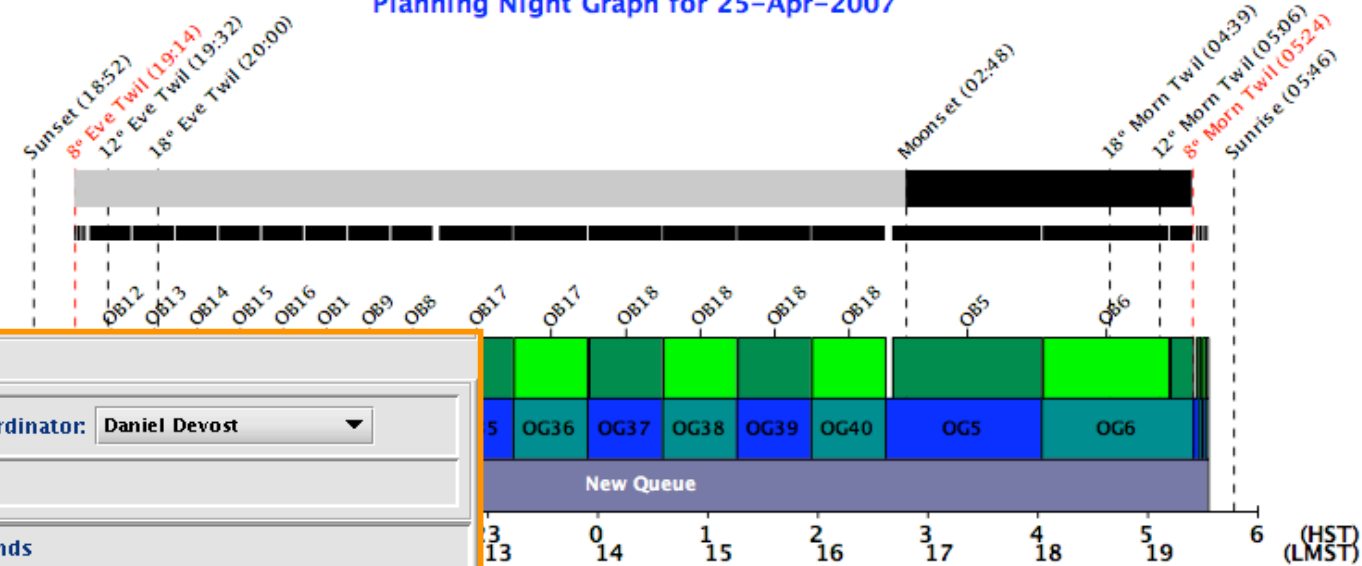 Planning Night Graph for 25-Apr-2007
Sunset (18:52)
8° Eve Twil (19:14)
12° Eve Twil (19:32)
18° Eve Twil (20:00)
Moonset (02:48)
18° Morn Twil (04:39)
12° Morn Twil (05:06)
8° Morn Twil (05:24)
Sunrise (05:46)
OB12 OB13 OB14 OB15 OB16 OB1 OB9 OB8 OB17 OB17 OB18 OB18 OB18 OB18 OB5 OB6
rdinator: Daniel Devost
5 OG36 OG37 OG38 OG39 OG40 OG5 OG6
New Queue
23 0 1 2 3 4 5 6 (HST)
13 14 15 16 17 18 19 (LMST)
nds